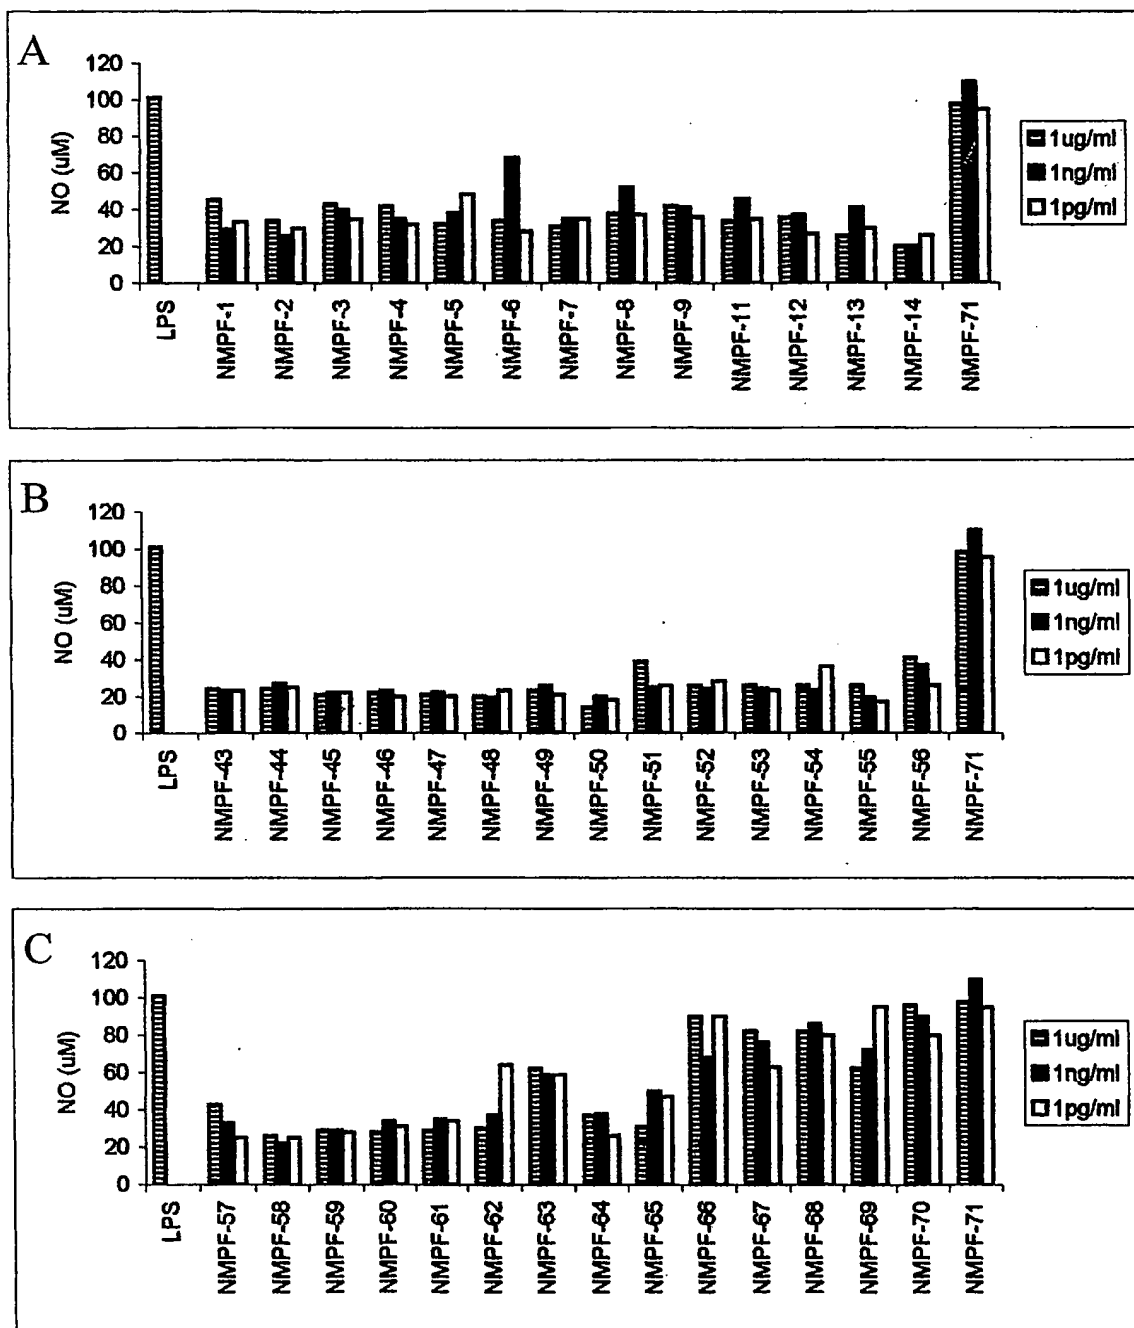 A
120
100
80
60
40
20
0
NO (uM)
LPS
NMPF-1
NMPF-2
NMPF-3
NMPF-4
NMPF-5
NMPF-6
NMPF-7
NMPF-8
NMPF-9
NMPF-11
NMPF-12
NMPF-13
NMPF-14
NMPF-71
1ug/ml
1ng/ml
1pg/ml
B
120
100
80
60
40
20
0
NO (uM)
LPS
NMPF-43
NMPF-44
NMPF-45
NMPF-46
NMPF-47
NMPF-48
NMPF-49
NMPF-50
NMPF-51
NMPF-52
NMPF-53
NMPF-54
NMPF-55
NMPF-56
NMPF-71
1ug/ml
1ng/ml
1pg/ml
C
120
100
80
60
40
20
0
NO (uM)
LPS
NMPF-57
NMPF-58
NMPF-59
NMPF-60
NMPF-61
NMPF-62
NMPF-63
NMPF-64
NMPF-65
NMPF-66
NMPF-67
NMPF-68
NMPF-69
NMPF-70
NMPF-71
1ug/ml
1ng/ml
1pg/ml